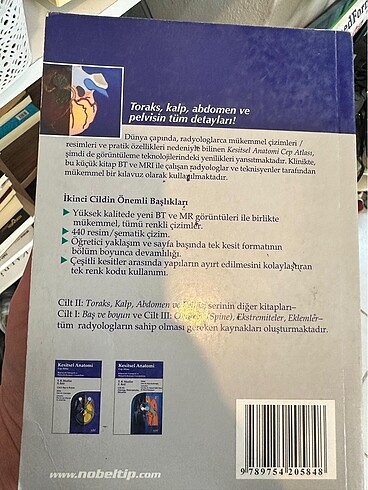 Toraks, kalp, abdomen ve
pelvisin tüm detayları!
Dünya çapında, radyologlarca mükemmel çizimleri /
resimleri ve pratik özellikleri nedeniyle bilinen Kesitsel Anatomi Cep Atlası,
şimdi de görüntüleme teknolojilerindeki yenilikleri yansıtmaktadır. Klinikte,
bu küçük kitap BT ve MRI ile çalışan radyologlar ve teknisyenler tarafından
mükemmel bir kılavuz olarak kullanılmaktadır.
İkinci Cildin Önemli Başlıkları
Yüksek kalitede yeni BT ve MR görüntüleri ile birlikte
mükemmel, tümü renkli çizimler.
440 resim/şematik çizim.
Öğretici yaklaşım ve sayfa başında tek kesit formatının
bölüm boyunca devamlılığı.
Çeşitli kesitler arasında yapıların ayırt edilmesini kolaylaştıran
tek renk kodu kullanımı.
Cilt II: Toraks, Kalp, Abdomen ve serinin diğer kitapları–
Cilt I: Baş ve boyun ve Cilt III: (Spine), Ekstremiteler, Eklemler–
tüm radyologların sahip olması gereken kaynakları oluşturmaktadır.
Kesitsel Anatomi
Kesitsel Anatomi
www.nobeltip.com
9 789754 205848